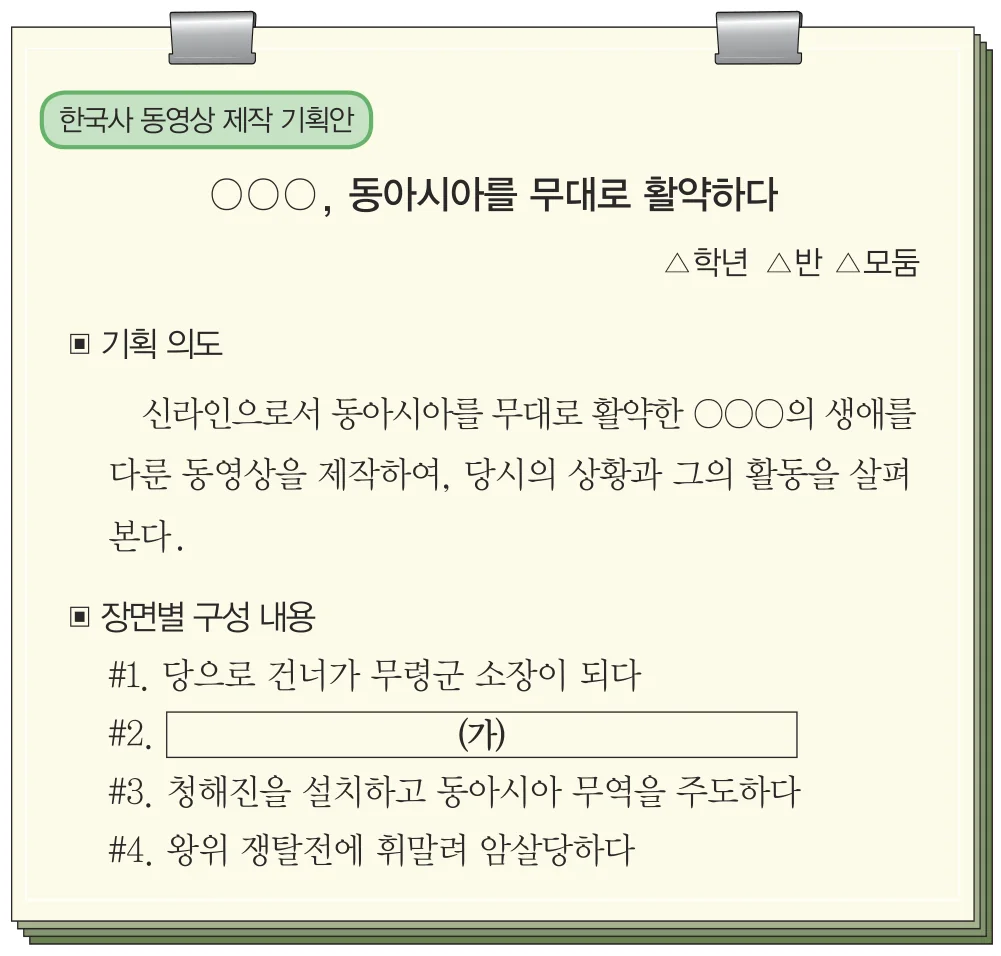 한국사 동영상 제작 기획안
○○○, 동아시아를 무대로 활약하다
△학년 △반 △모둠
▣ 기획 의도
신라인으로서 동아시아를 무대로 활약한 ○○○의 생애를
다룬 동영상을 제작하여, 당시의 상황과 그의 활동을 살펴
본다.
▣ 장면별 구성 내용
#1. 당으로 건너가 무령군 소장이 되다
#2. (가)
#3. 청해진을 설치하고 동아시아 무역을 주도하다
#4. 왕위 쟁탈전에 휘말려 암살당하다